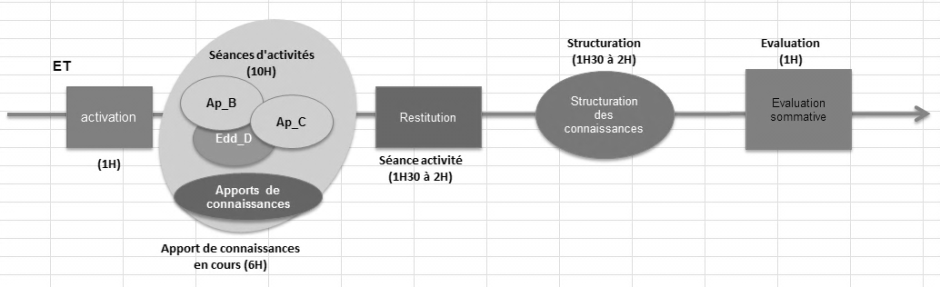 ET
activation
(1H)
Séances d'activités
(10H)
Ap_B
Ap_C
Edd_D
Apports de
connaissances
Apport de connaissances
en cours (6H)
Restitution
Séance activité
(1H30 à 2H)
Structuration
(1H30 à 2H)
Structuration
des
connaissances
Evaluation
(1H)
Evaluation
sommative